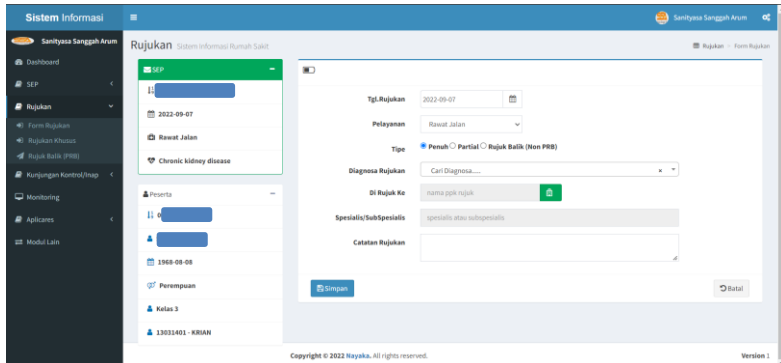 Sistem Informasi
Sanityasa Sanggah Arum
Sanityasa Sanggah Arum
Dashboard
SEP
Rujukan
Form Rujukan
Rujukan Khusus
Rujuk Balik (PRB)
Kunjungan Kontrol/Inap
Monitoring
Aplicares
Modul Lain
Rujukan Sistem Informasi Rumah Sakit
Rujukan / Form Rujukan
SEP
2022-09-07
Rawat Jalan
Chronic kidney disease
Peserta
0
1968-08-08
Perempuan
Kelas 3
13031401 - KRIAN
Tgl.Rujukan 2022-09-07
Pelayanan Rawat Jalan
Tipe Penuh Partial Rujuk Balik (Non PRB)
Diagnosa Rujukan Cari Diagnosa..... ×
Di Rujuk Ke nama ppk rujuk
Spesialis/SubSpesialis spesialis atau subspesialis
Catatan Rujukan
Simpan
Batal
Copyright © 2022 Nayaka. All rights reserved.
Version 1